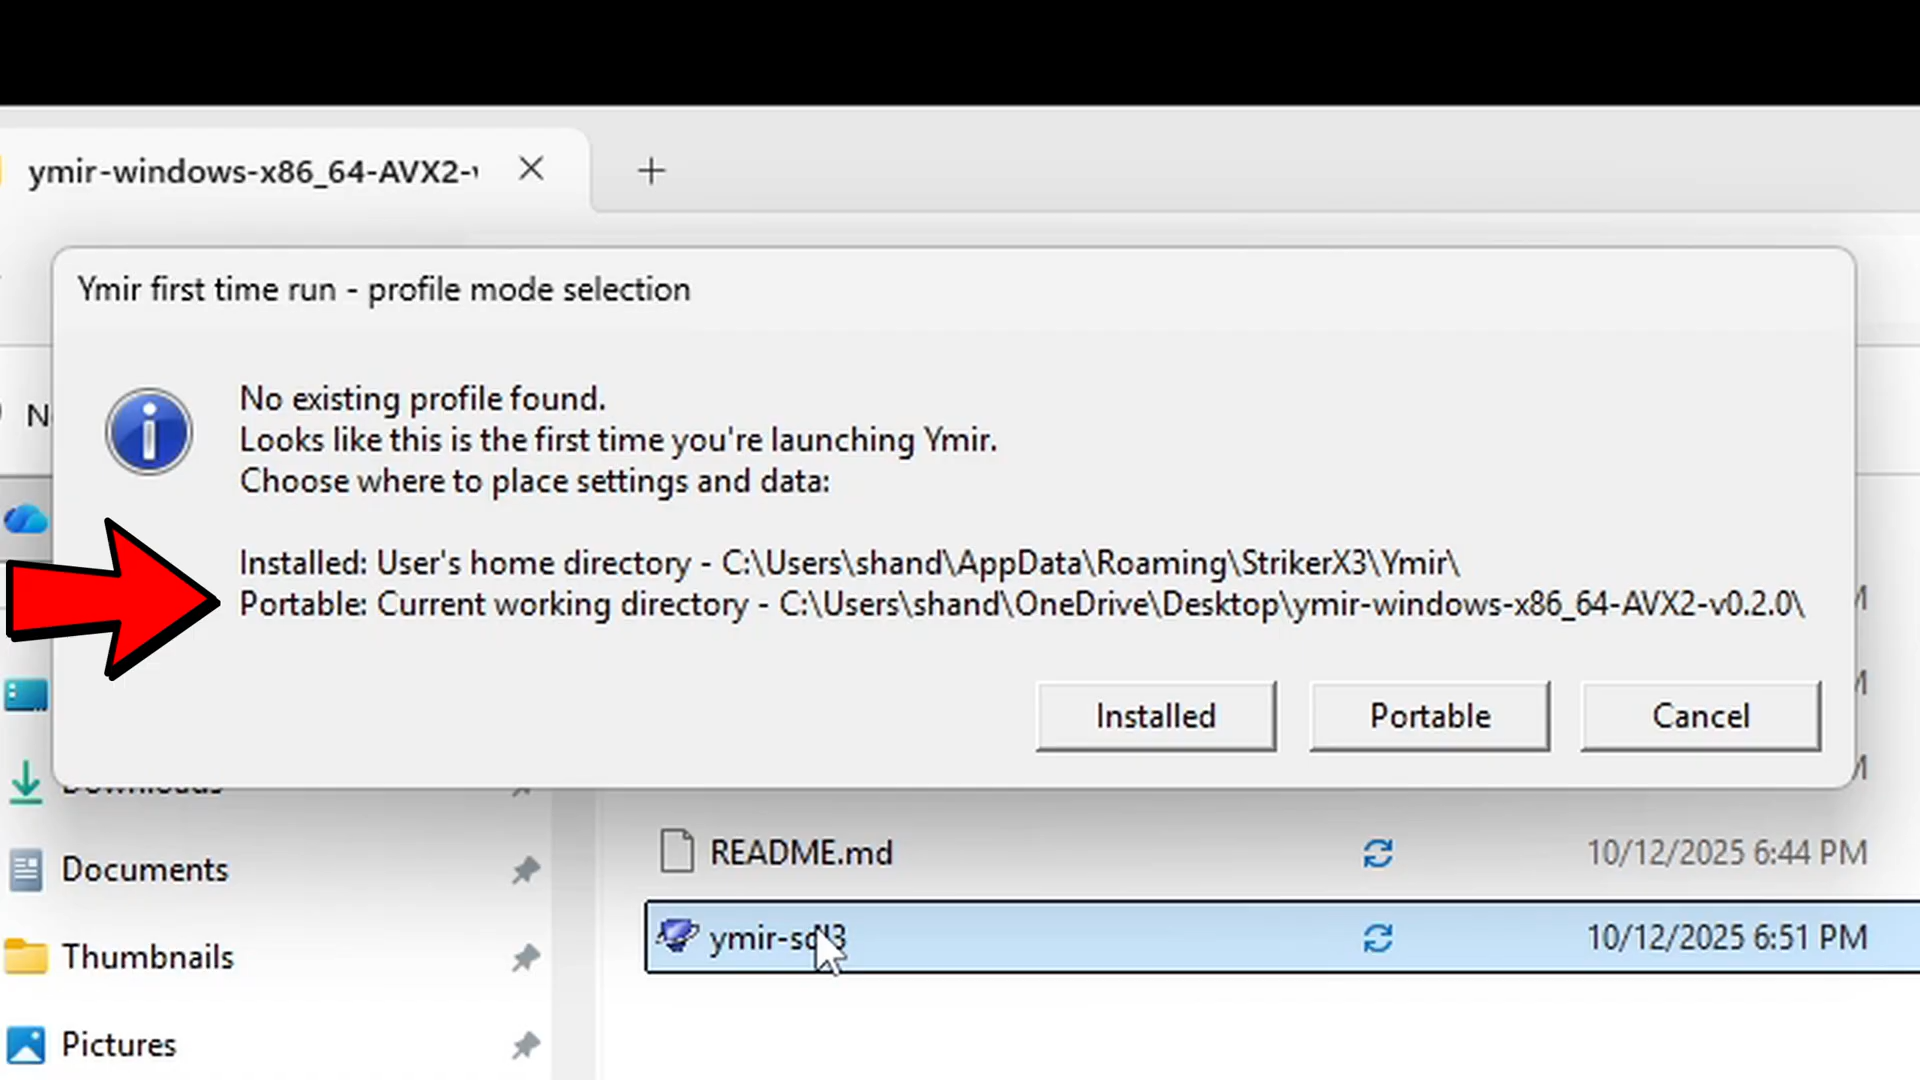 ymir-windows-x86_64-AVX2-
Ymir first time run - profile mode selection
No existing profile found.
Looks like this is the first time you're launching Ymir.
Choose where to place settings and data:
Installed: User's home directory - C:\Users\shand\AppData\Roaming\StrikerX3\Ymir\
Portable: Current working directory - C:\Users\shand\OneDrive\Desktop\ymir-windows-x86_64-AVX2-v0.2.0\
Installed
Portable
Cancel
Downloads
README.md
10/12/2025 6:44 PM
Documents
ymir-sdl3
10/12/2025 6:51 PM
Thumbnails
Pictures